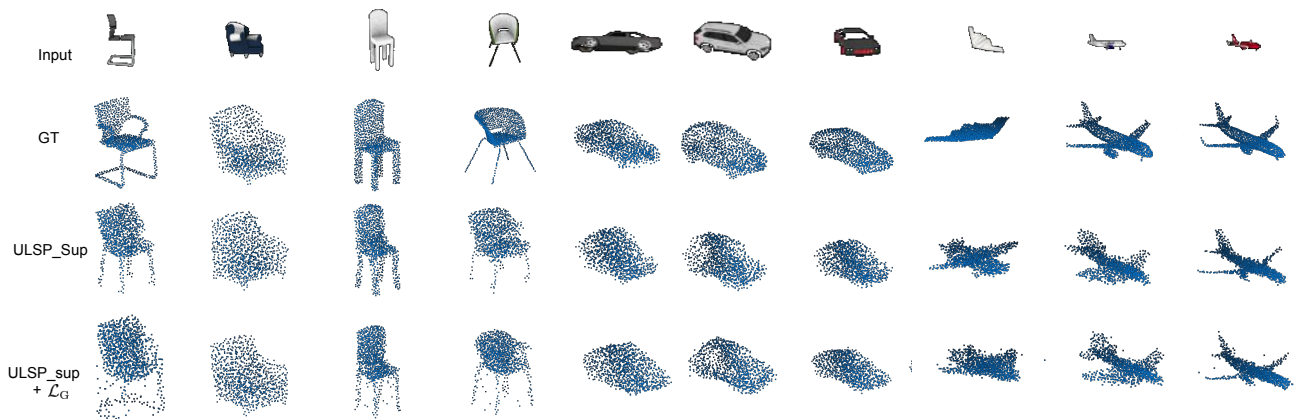 Input
GT
ULSP_Sup
ULSP_sup
+ ℒ_G